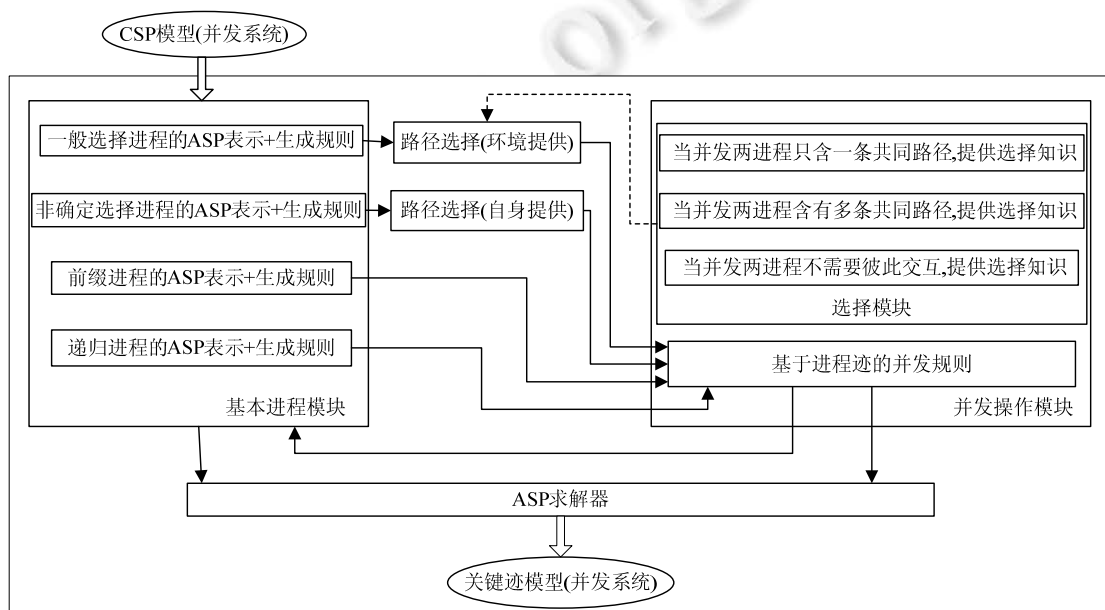 CSP模型(并发系统)
一般选择进程的ASP表示+生成规则
路径选择(环境提供)
当并发两进程只含一条共同路径,提供选择知识
非确定选择进程的ASP表示+生成规则
路径选择(自身提供)
当并发两进程含有多条共同路径,提供选择知识
前缀进程的ASP表示+生成规则
当并发两进程不需要彼此交互,提供选择知识
选择模块
递归进程的ASP表示+生成规则
基于进程迹的并发规则
基本进程模块
并发操作模块
ASP求解器
关键迹模型(并发系统)